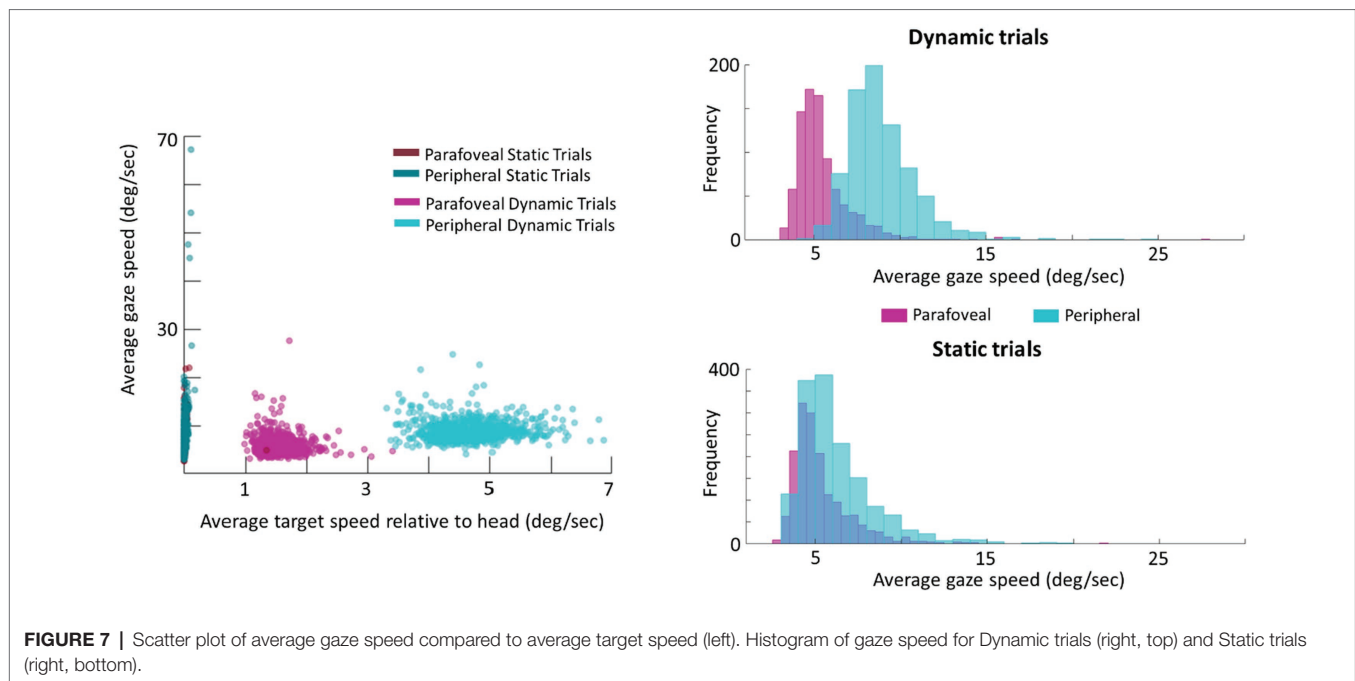 70
30
Average gaze speed (deg/sec)
Parafoveal Static Trials
Peripheral Static Trials
Parafoveal Dynamic Trials
Peripheral Dynamic Trials
1 3 5 7
Average target speed relative to head (deg/sec)
Dynamic trials
200
0
Frequency
5 15 25
Average gaze speed (deg/sec)
Parafoveal Peripheral
Static trials
400
0
Frequency
5 15 25
Average gaze speed (deg/sec)
FIGURE 7 | Scatter plot of average gaze speed compared to average target speed (left). Histogram of gaze speed for Dynamic trials (right, top) and Static trials
(right, bottom).